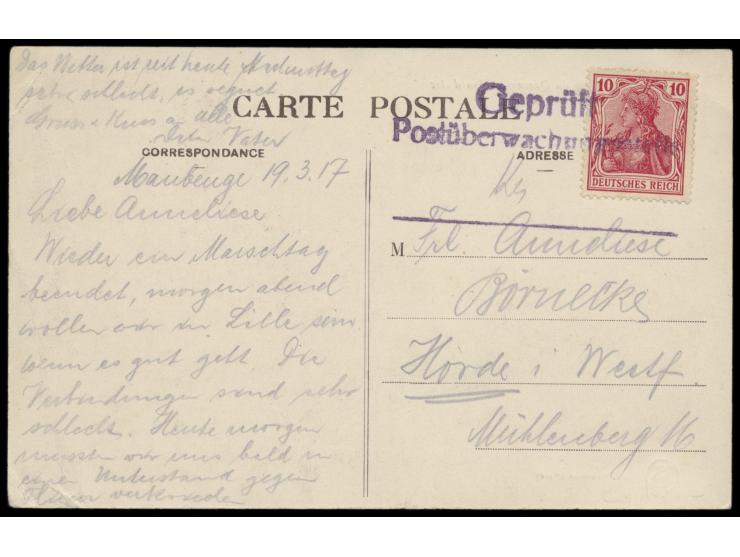 Das Wetter ist seit heute Nachmittag
sehr schlecht, es regnet
Gruss + Kuss a alle
Dein Vater
CARTE POSTALE
Geprüft
Postüberwachung
10 10
DEUTSCHES REICH
CORRESPONDANCE
ADRESSE
Maubeuge 19.3.17
Liebe Anneliese
Wieder ein Marschtag
beendet, morgen abend
wollen wir in Lille sein
wenn es gut geht. Die
Verbindungen sind sehr
schlecht. Heute morgen
mussten wir uns bald in
einen Unterstand gegen
Flieger
M Frl. Anneliese
Börnecke
Hörde i Westf.
Mühlenberg 16